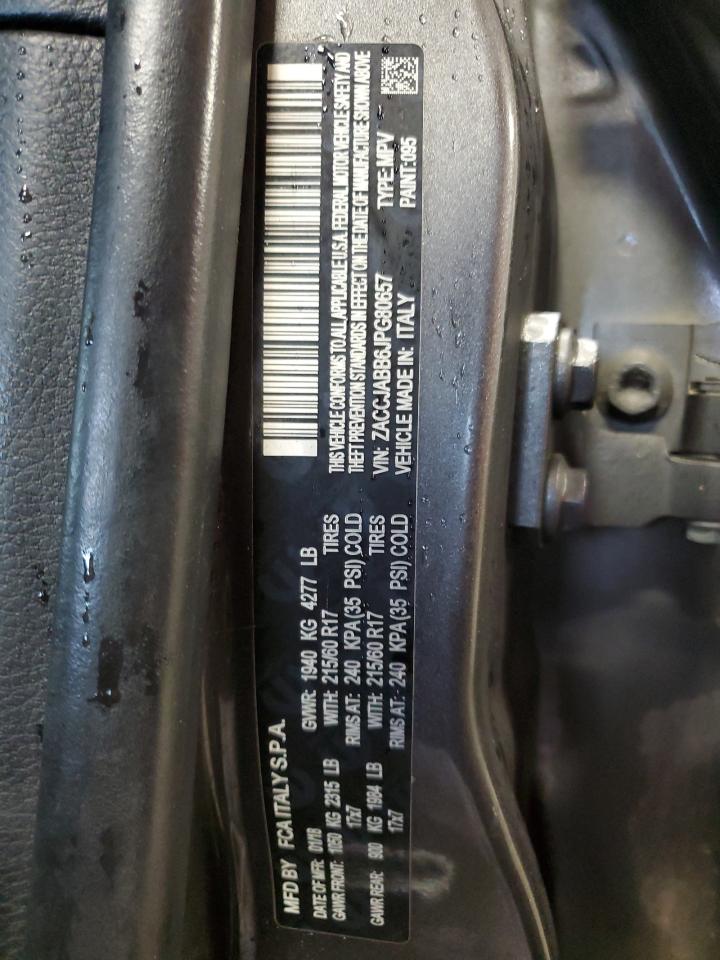 MFD BY FCA ITALY S.P.A.
DATE OF MFR: 01/18 GVWR: 1940 KG 4277 LB
GAWR FRONT: 1050 KG 2315 LB WITH: 215/60 R17 TIRES
17x7 RIMS AT: 240 KPA(35 PSI) COLD
GAWR REAR: 900 KG 1984 LB WITH: 215/60 R17 TIRES
17x7 RIMS AT: 240 KPA(35 PSI) COLD
THIS VEHICLE CONFORMS TO ALL APPLICABLE U.S.A. FEDERAL MOTOR VEHICLE SAFETY AND
THEFT PREVENTION STANDARDS IN EFFECT ON THE DATE OF MANUFACTURE SHOWN ABOVE
VIN: ZACCJABB6JPG80657 TYPE: MPV
VEHICLE MADE IN: ITALY PAINT:095